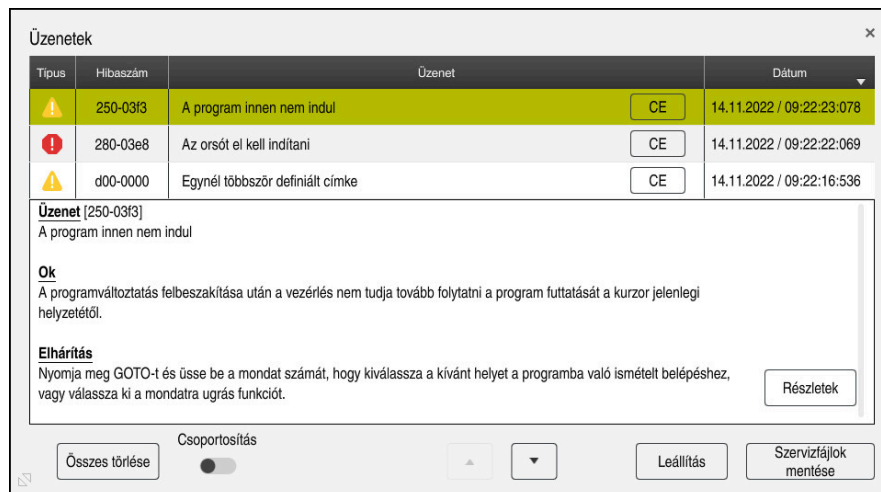 Üzenetek
Típus Hibaszám Üzenet Dátum
250-03f3 A program innen nem indul CE 14.11.2022 / 09:22:23:078
280-03e8 Az orsót el kell indítani CE 14.11.2022 / 09:22:22:069
d00-0000 Egynél többször definiált címke CE 14.11.2022 / 09:22:16:536
Üzenet [250-03f3]
A program innen nem indul
Ok
A programváltoztatás felbeszakítása után a vezérlés nem tudja tovább folytatni a program futtatását a kurzor jelenlegi
helyzetétől.
Elhárítás
Nyomja meg GOTO-t és üsse be a mondat számát, hogy kiválassza a kívánt helyet a programba való ismételt belépéshez,
vagy válassza ki a mondatra ugrás funkciót.
Részletek
Összes törlése
Csoportosítás
Leállítás
Szervizfájlok
mentése